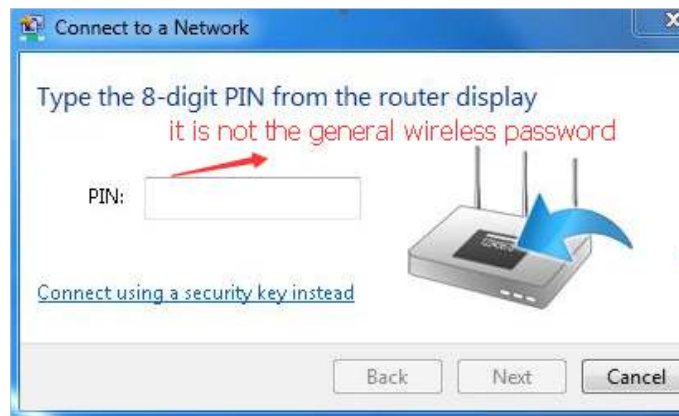 Connect to a Network
Type the 8-digit PIN from the router display
it is not the general wireless password
PIN:
Connect using a security key instead
Back
Next
Cancel